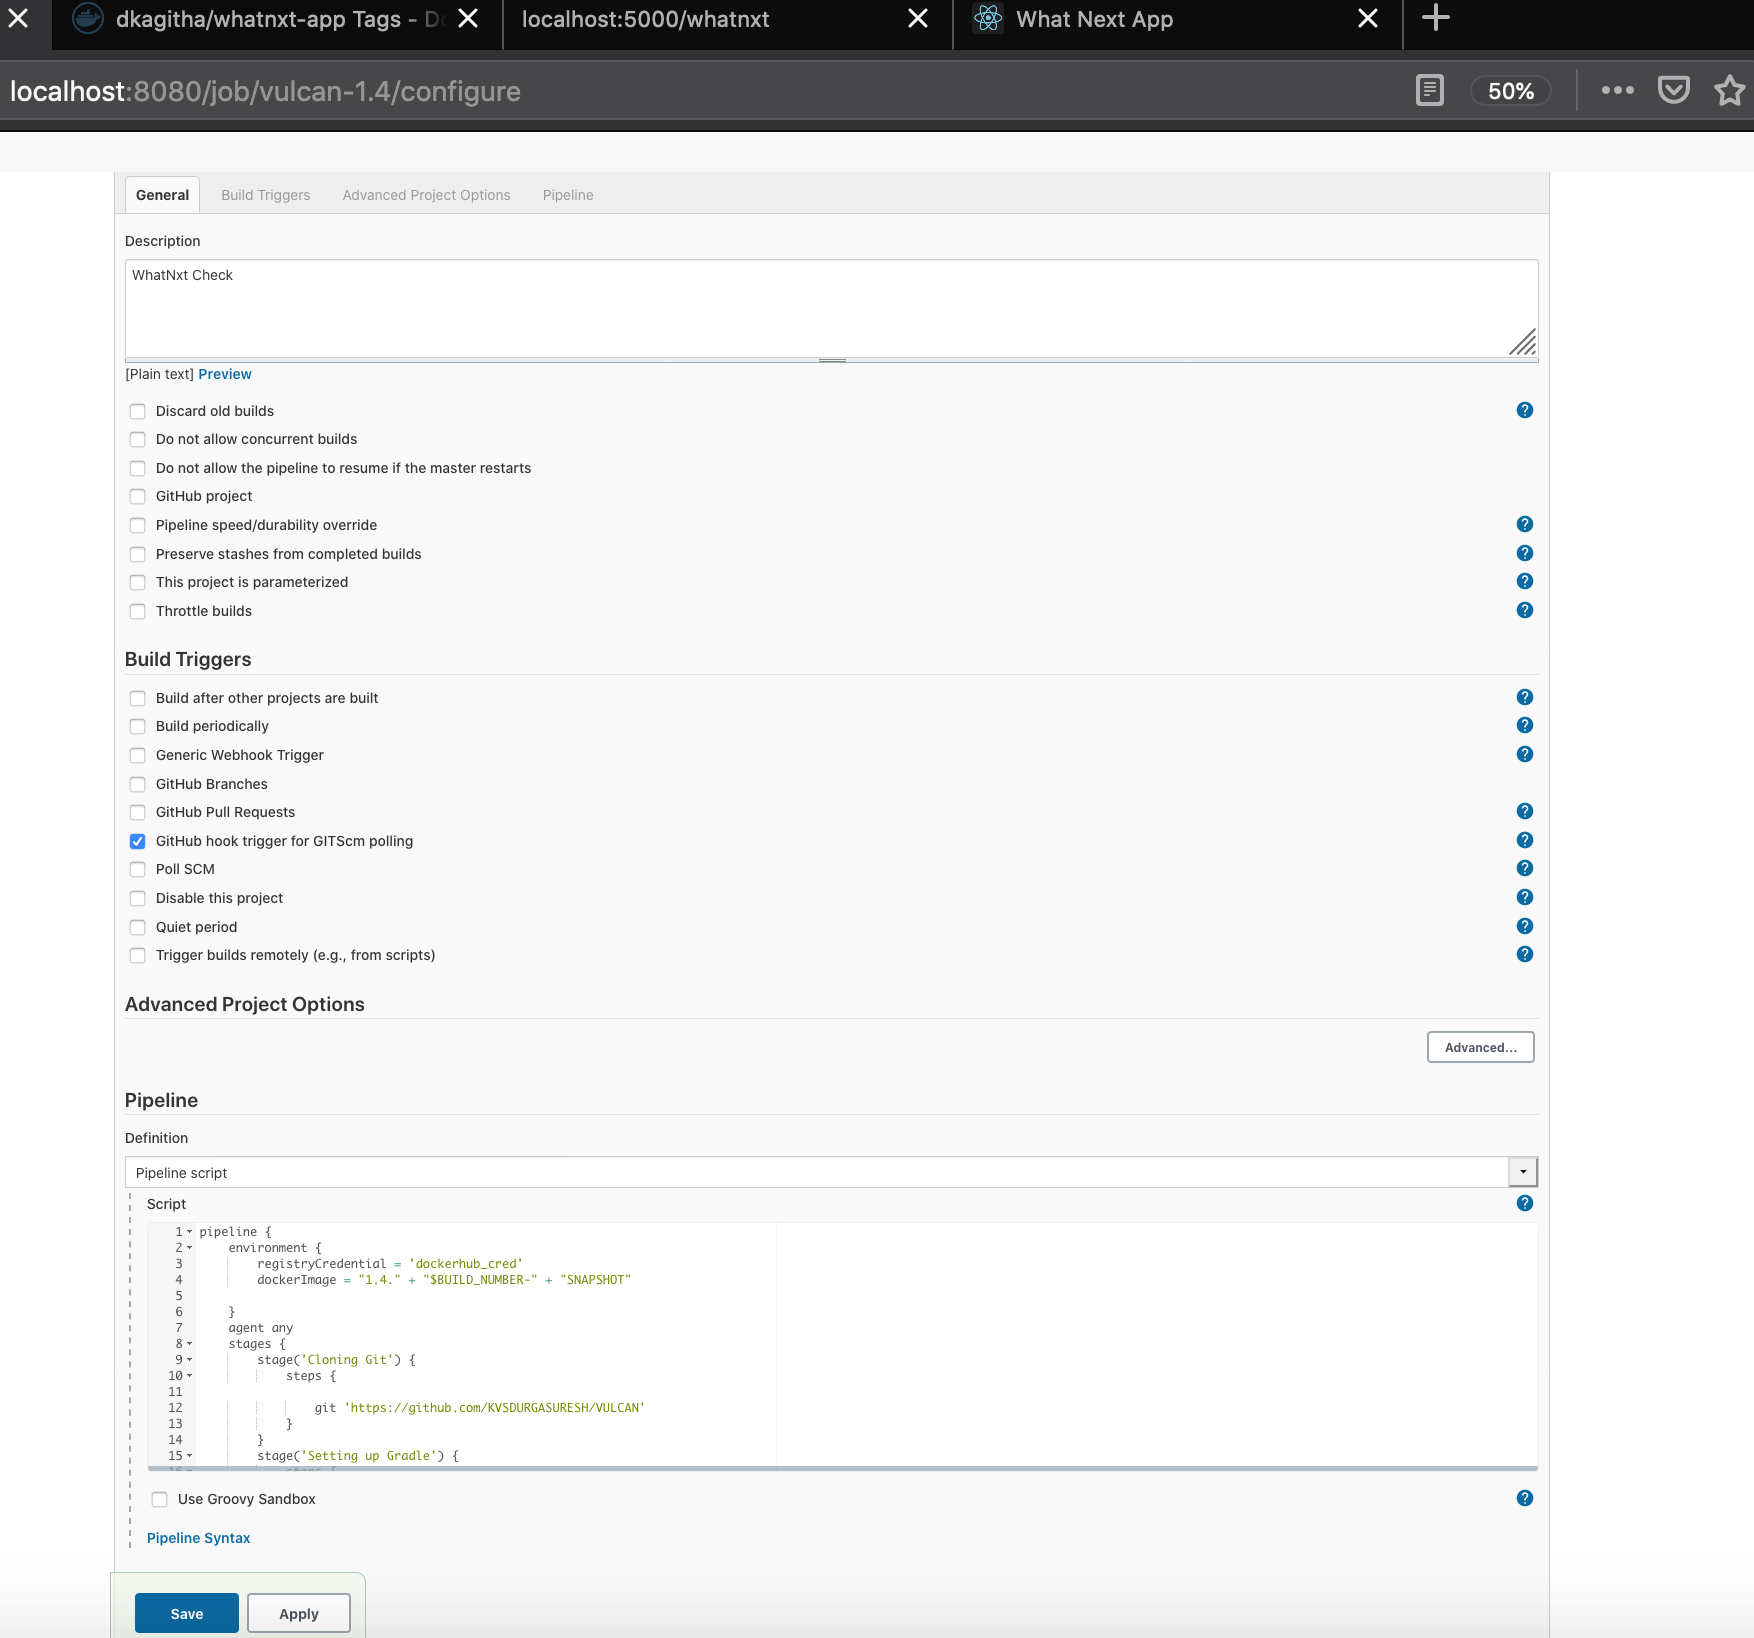 dkagitha/whatnxt-app Tags - Do
localhost:5000/whatnxt
What Next App
localhost:8080/job/vulcan-1.4/configure
50%
General
Build Triggers
Advanced Project Options
Pipeline
Description
WhatNxt Check
[Plain text] Preview
Discard old builds
Do not allow concurrent builds
Do not allow the pipeline to resume if the master restarts
GitHub project
Pipeline speed/durability override
Preserve stashes from completed builds
This project is parameterized
Throttle builds
Build Triggers
Build after other projects are built
Build periodically
Generic Webhook Trigger
GitHub Branches
GitHub Pull Requests
GitHub hook trigger for GITScm polling
Poll SCM
Disable this project
Quiet period
Trigger builds remotely (e.g., from scripts)
Advanced Project Options
Advanced...
Pipeline
Definition
Pipeline script
Script
1 pipeline {
2 environment {
3 registryCredential = 'dockerhub_cred'
4 dockerImage = "1.4." + "$BUILD_NUMBER-" + "SNAPSHOT"
5
6 }
7 agent any
8 stages {
9 stage('Cloning Git') {
10 steps {
11
12 git 'https://github.com/KVSDURGASURESH/VULCAN'
13 }
14 }
15 stage('Setting up Gradle') {
16 steps {
Use Groovy Sandbox
Pipeline Syntax
Save
Apply